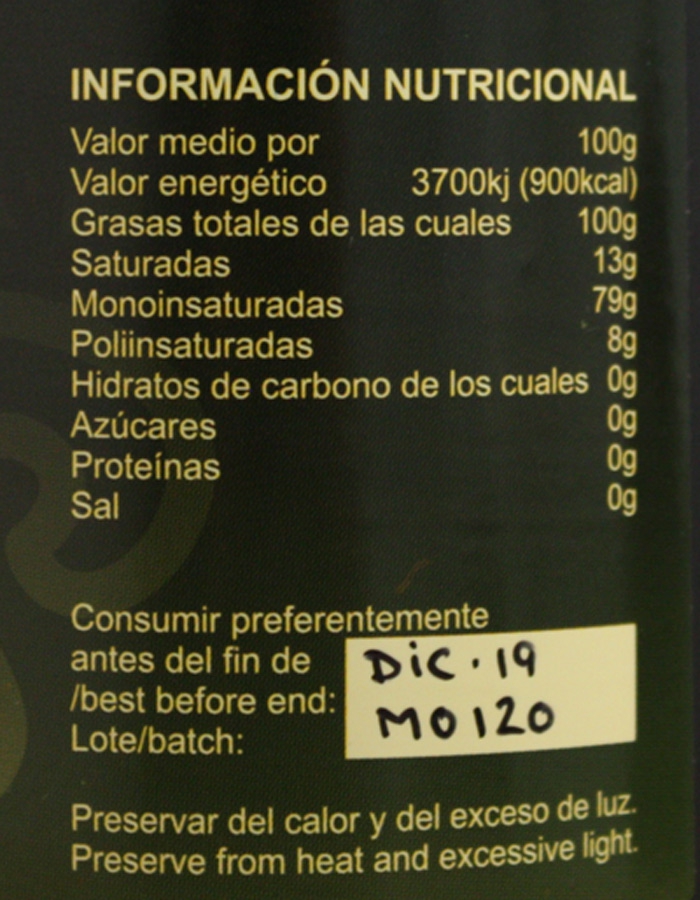 INFORMACIÓN NUTRICIONAL
Valor medio por 100g
Valor energético 3700kj (900kcal)
Grasas totales de las cuales 100g
Saturadas 13g
Monoinsaturadas 79g
Poliinsaturadas 8g
Hidratos de carbono de los cuales 0g
Azúcares 0g
Proteínas 0g
Sal 0g
Consumir preferentemente
antes del fin de DiC. 19
/best before end:
Lote/batch: MO120
Preservar del calor y del exceso de luz.
Preserve from heat and excessive light.